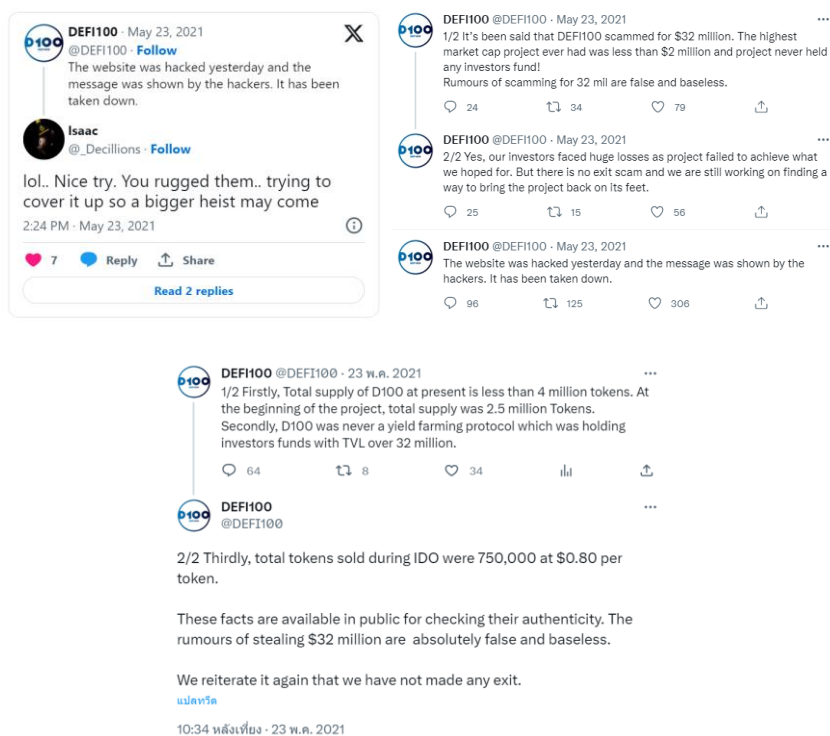 DEFI100 · May 23, 2021
@DEFI100 · Follow
The website was hacked yesterday and the
message was shown by the hackers. It has been
taken down.
Isaac
@_Decillions · Follow
lol.. Nice try. You rugged them.. trying to
cover it up so a bigger heist may come
2:24 PM · May 23, 2021
7 Reply Share
Read 2 replies
DEFI100 @DEFI100 · May 23, 2021
1/2 It's been said that DEFI100 scammed for $32 million. The highest
market cap project ever had was less than $2 million and project never held
any investors fund!
Rumours of scamming for 32 mil are false and baseless.
24 34 79
DEFI100 @DEFI100 · May 23, 2021
2/2 Yes, our investors faced huge losses as project failed to achieve what
we hoped for. But there is no exit scam and we are still working on finding a
way to bring the project back on its feet.
25 15 56
DEFI100 @DEFI100 · May 23, 2021
The website was hacked yesterday and the message was shown by the
hackers. It has been taken down.
96 125 306
DEFI100 @DEFI100 · 23 พ.ค. 2021
1/2 Firstly, Total supply of D100 at present is less than 4 million tokens. At
the beginning of the project, total supply was 2.5 million Tokens.
Secondly, D100 was never a yield farming protocol which was holding
investors funds with TVL over 32 million.
64 8 34
DEFI100
@DEFI100
2/2 Thirdly, total tokens sold during IDO were 750,000 at $0.80 per
token.
These facts are available in public for checking their authenticity. The
rumours of stealing $32 million are absolutely false and baseless.
We reiterate it again that we have not made any exit.
แปลทวีต
10:34 หลังเที่ยง · 23 พ.ค. 2021
D100
D100
D100
D100
D100
D100